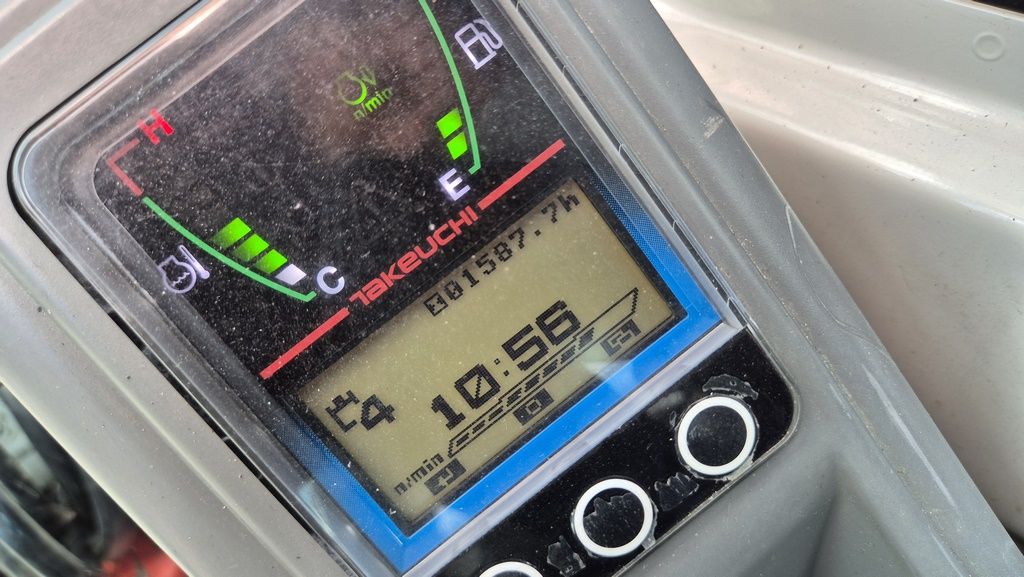 n/min
H
E
C
TAKEUCHI
01587.7h
4
10:56
n/min